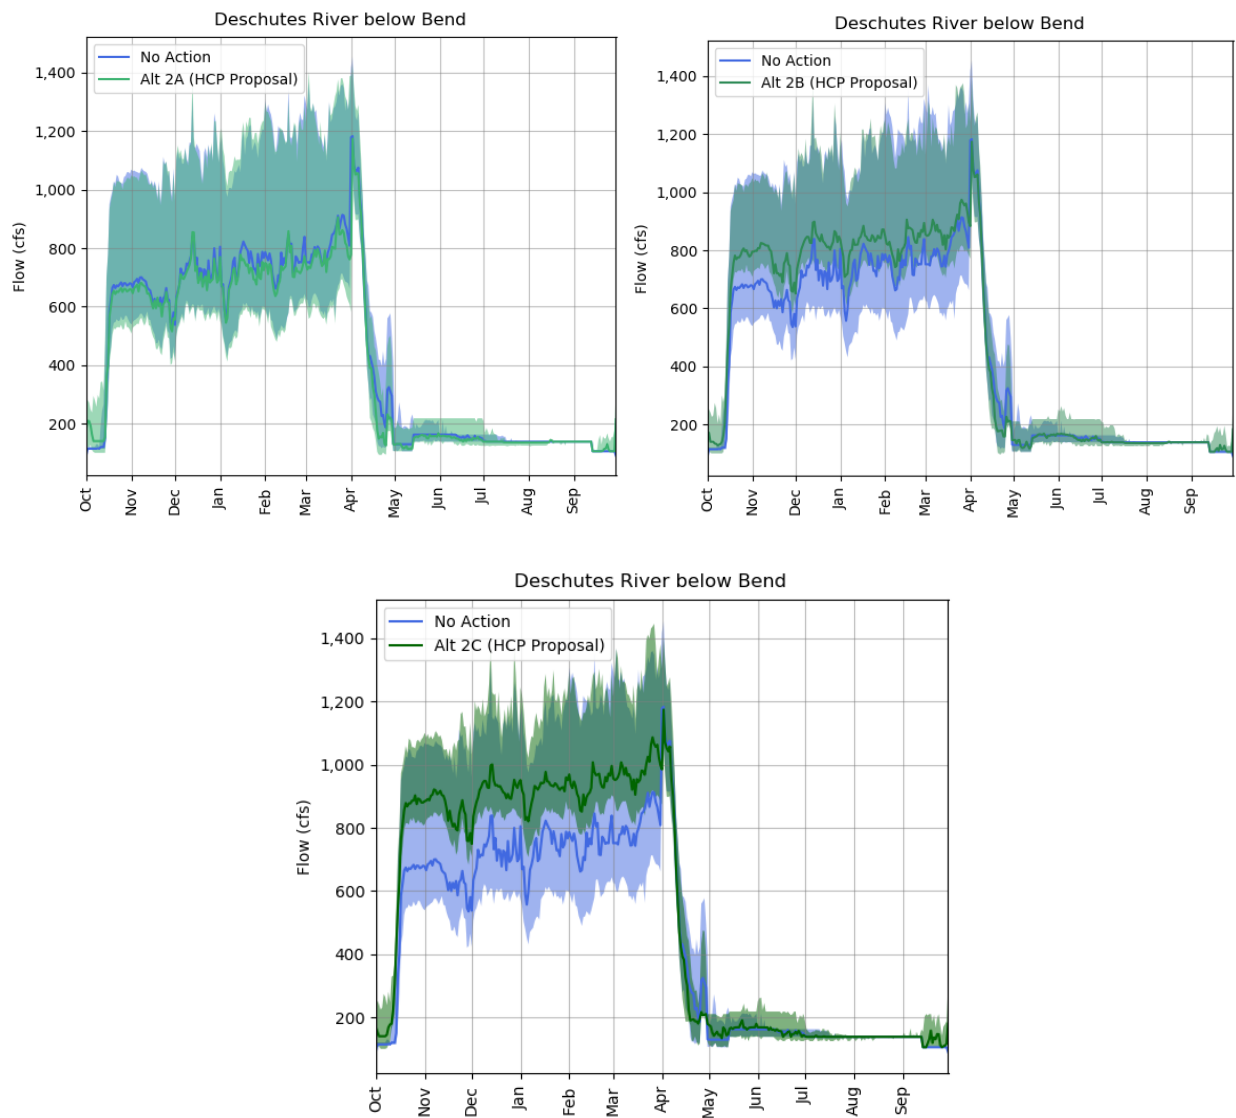 Deschutes River below Bend
No Action
Alt 2A (HCP Proposal)
1,400
1,200
1,000
800
600
400
200
Flow (cfs)
Oct
Nov
Dec
Jan
Feb
Mar
Apr
May
Jun
Jul
Aug
Sep
Deschutes River below Bend
No Action
Alt 2B (HCP Proposal)
1,400
1,200
1,000
800
600
400
200
Flow (cfs)
Oct
Nov
Dec
Jan
Feb
Mar
Apr
May
Jun
Jul
Aug
Sep
Deschutes River below Bend
No Action
Alt 2C (HCP Proposal)
1,400
1,200
1,000
800
600
400
200
Flow (cfs)
Oct
Nov
Dec
Jan
Feb
Mar
Apr
May
Jun
Jul
Aug
Sep